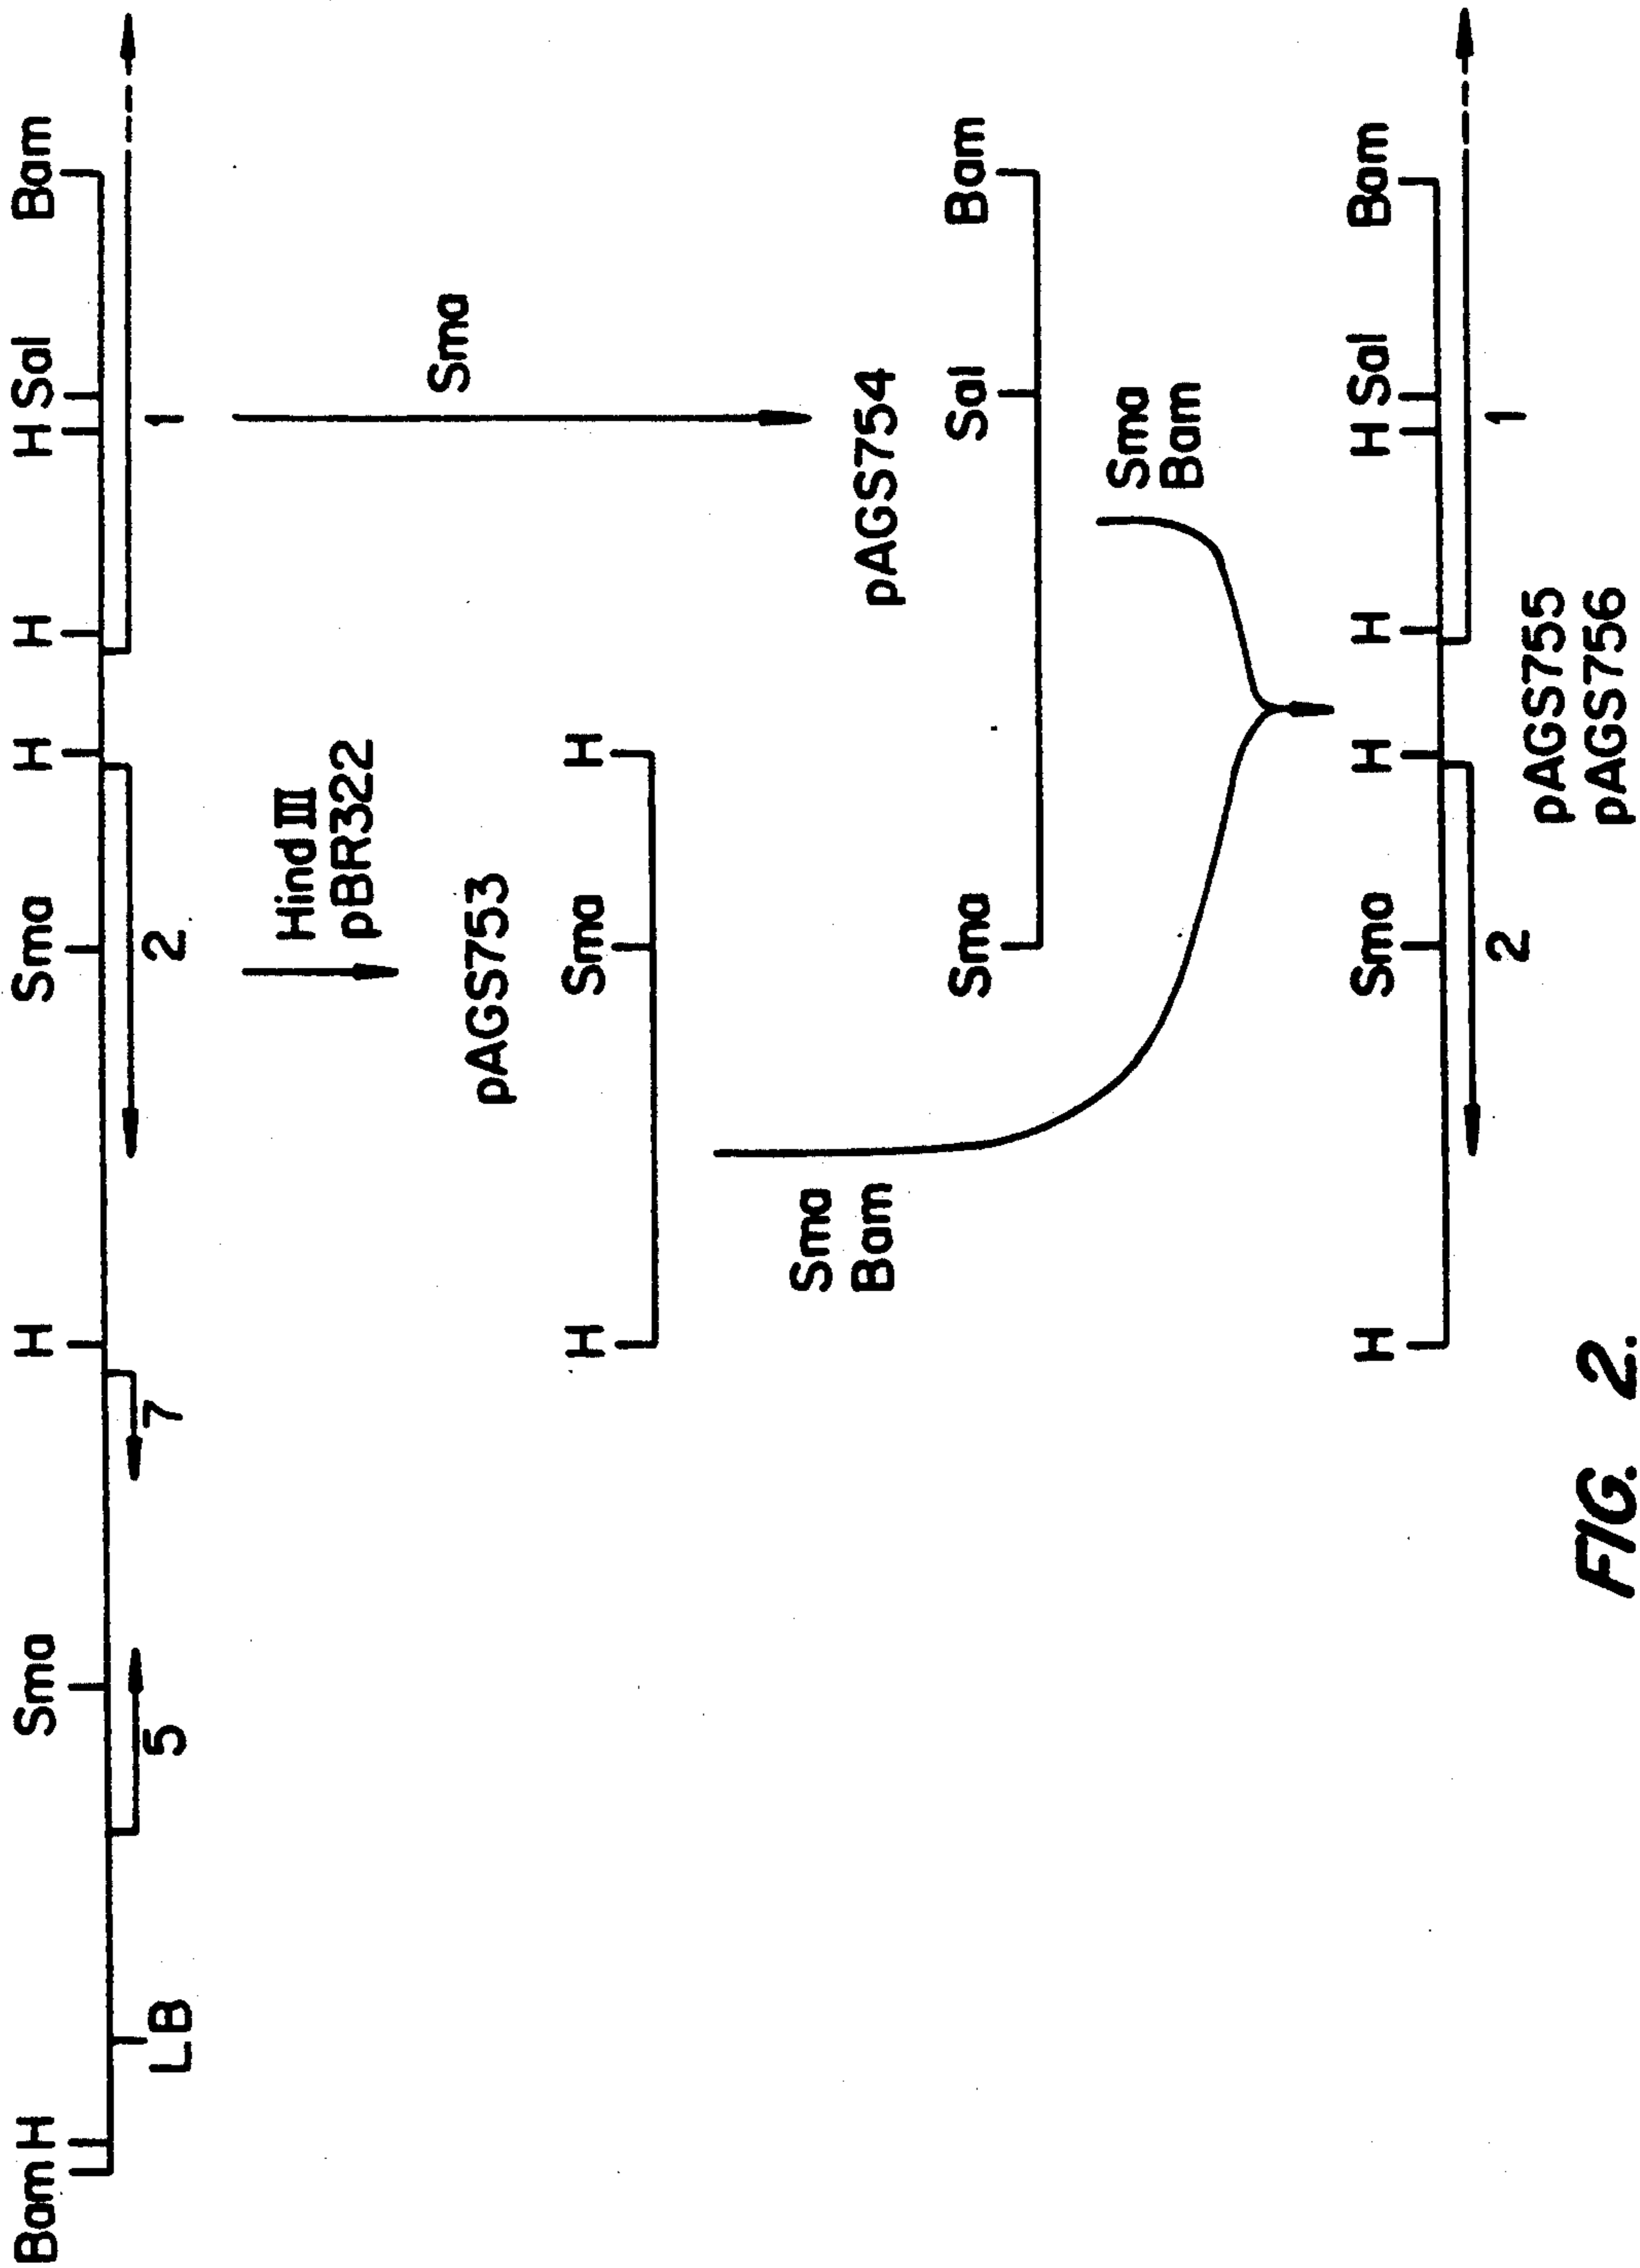 Bam H Sma H Sma H H H Sal Bam
LB 5 7 2 1
Hind III
pBR322
Sma
pAGS753
H Sma H
pAGS754
Sma Sal Bam
Sma
Bam
Sma
Bam
H Sma H H H Sal Bam
2 1
pAGS755
pAGS756
FIG. 2.